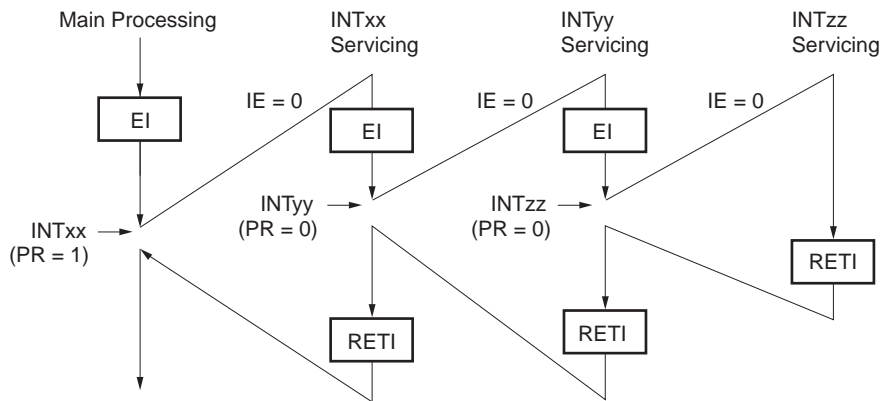 Main Processing
INTxx
Servicing
INTyy
Servicing
INTzz
Servicing
IE = 0
IE = 0
IE = 0
EI
EI
EI
INTxx
(PR = 1)
INTyy
(PR = 0)
INTzz
(PR = 0)
RETI
RETI
RETI